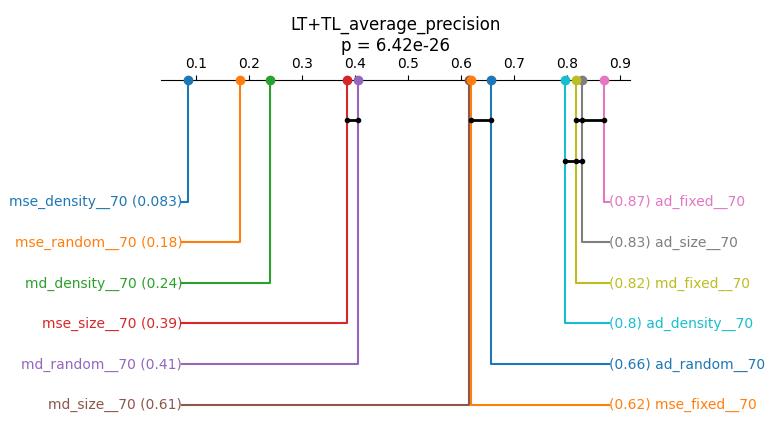 LT+TL_average_precision
p = 6.42e-26
0.1 0.2 0.3 0.4 0.5 0.6 0.7 0.8 0.9
mse_density__70 (0.083) (0.87) ad_fixed__70
mse_random__70 (0.18) (0.83) ad_size__70
md_density__70 (0.24) (0.82) md_fixed__70
mse_size__70 (0.39) (0.8) ad_density__70
md_random__70 (0.41) (0.66) ad_random__70
md_size__70 (0.61) (0.62) mse_fixed__70